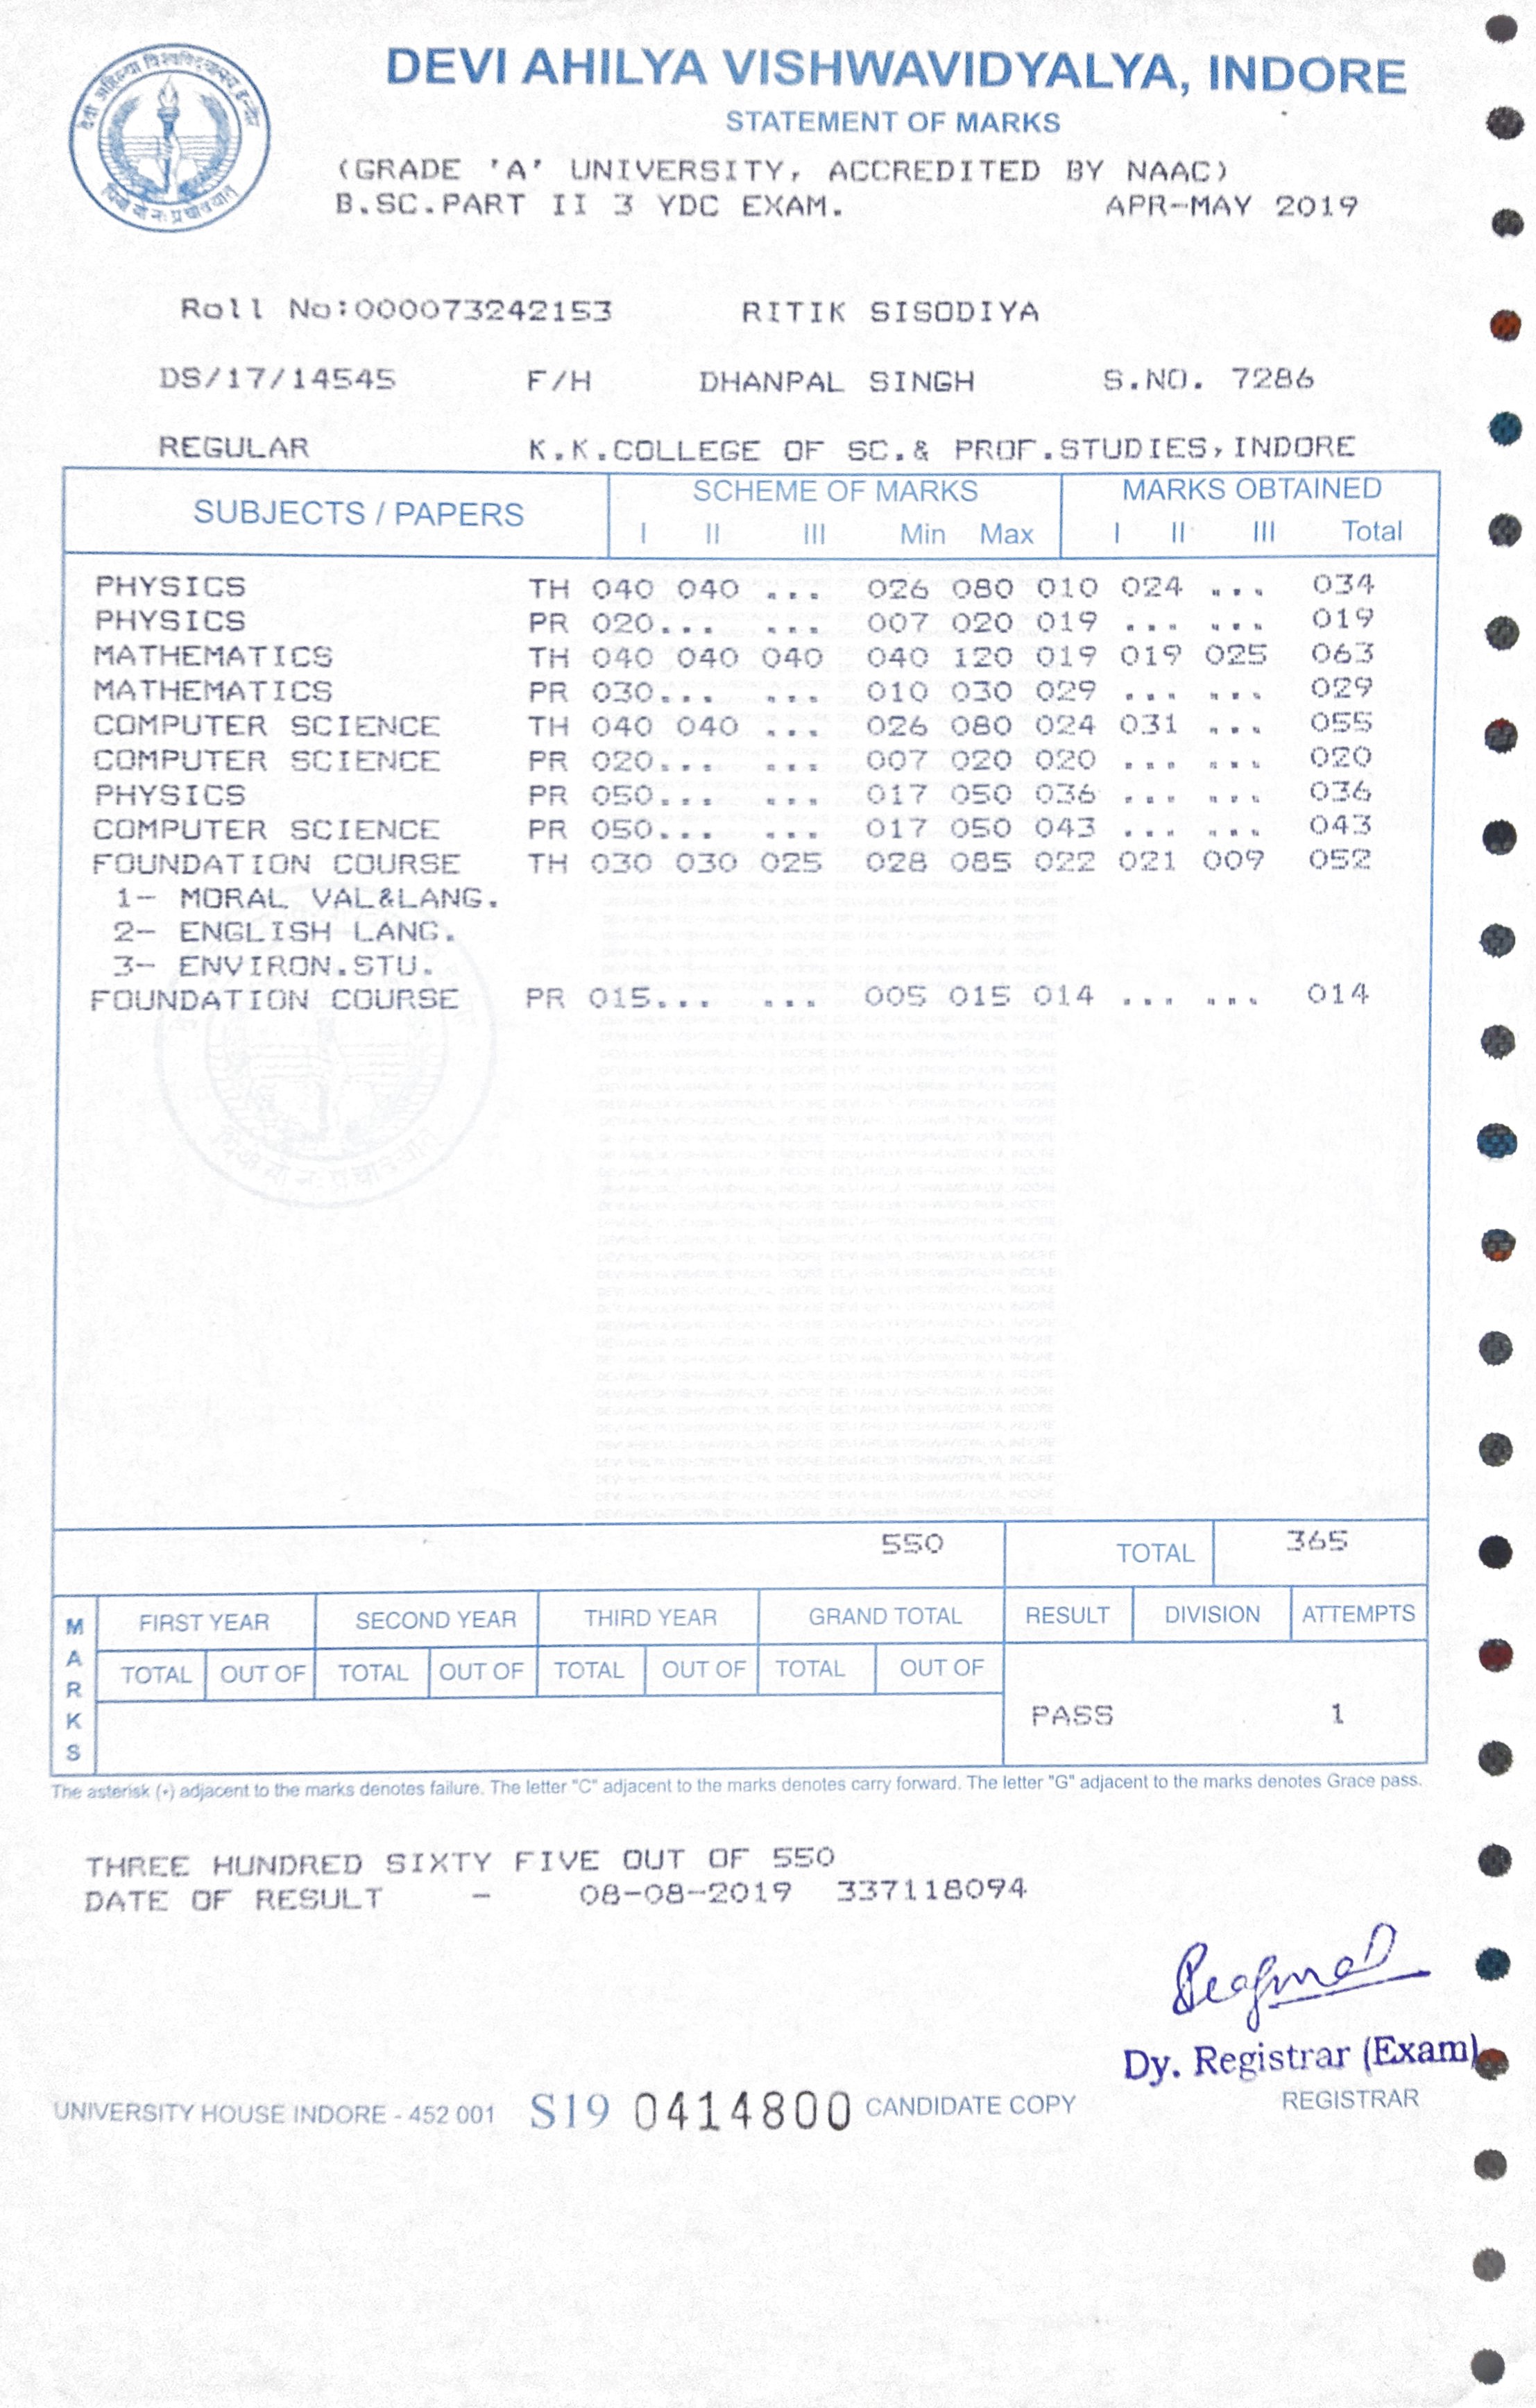 देवी अहिल्या विश्वविद्यालय इन्दौर
धियो यो नः प्रचोदयात्
DEVI AHILYA VISHWAVIDYALYA, INDORE
STATEMENT OF MARKS
(GRADE 'A' UNIVERSITY, ACCREDITED BY NAAC)
B.SC.PART II 3 YDC EXAM. APR-MAY 2019
Roll No:000073242153 RITIK SISODIYA
DS/17/14545 F/H DHANPAL SINGH S.NO. 7286
REGULAR K.K.COLLEGE OF SC.& PROF.STUDIES,INDORE
SUBJECTS / PAPERS SCHEME OF MARKS MARKS OBTAINED
I II III Min Max I II III Total
PHYSICS TH 040 040 ... 026 080 010 024 ... 034
PHYSICS PR 020... ... 007 020 019 ... ... 019
MATHEMATICS TH 040 040 040 040 120 019 019 025 063
MATHEMATICS PR 030... ... 010 030 029 ... ... 029
COMPUTER SCIENCE TH 040 040 ... 026 080 024 031 ... 055
COMPUTER SCIENCE PR 020... ... 007 020 020 ... ... 020
PHYSICS PR 050... ... 017 050 036 ... ... 036
COMPUTER SCIENCE PR 050... ... 017 050 043 ... ... 043
FOUNDATION COURSE TH 030 030 025 028 085 022 021 009 052
1- MORAL VAL&LANG.
2- ENGLISH LANG.
3- ENVIRON.STU.
FOUNDATION COURSE PR 015... ... 005 015 014 ... ... 014
550 TOTAL 365
MARKS FIRST YEAR SECOND YEAR THIRD YEAR GRAND TOTAL RESULT DIVISION ATTEMPTS
TOTAL OUT OF TOTAL OUT OF TOTAL OUT OF TOTAL OUT OF
PASS 1
The asterisk (*) adjacent to the marks denotes failure. The letter "C" adjacent to the marks denotes carry forward. The letter "G" adjacent to the marks denotes Grace pass.
THREE HUNDRED SIXTY FIVE OUT OF 550
DATE OF RESULT - 08-08-2019 337118094
Dy. Registrar (Exam)
UNIVERSITY HOUSE INDORE - 452 001 S19 0414800 CANDIDATE COPY REGISTRAR